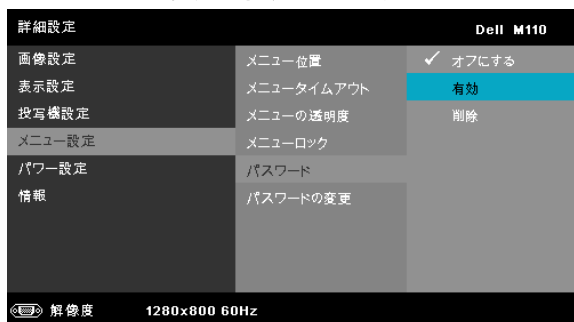 詳細設定
Dell M110
画像設定
表示設定
投写機設定
メニュー設定
パワー設定
情報
メニュー位置
メニュータイムアウト
メニューの透明度
メニューロック
パスワード
パスワードの変更
オフにする
有効
削除
解像度 1280x800 60Hz